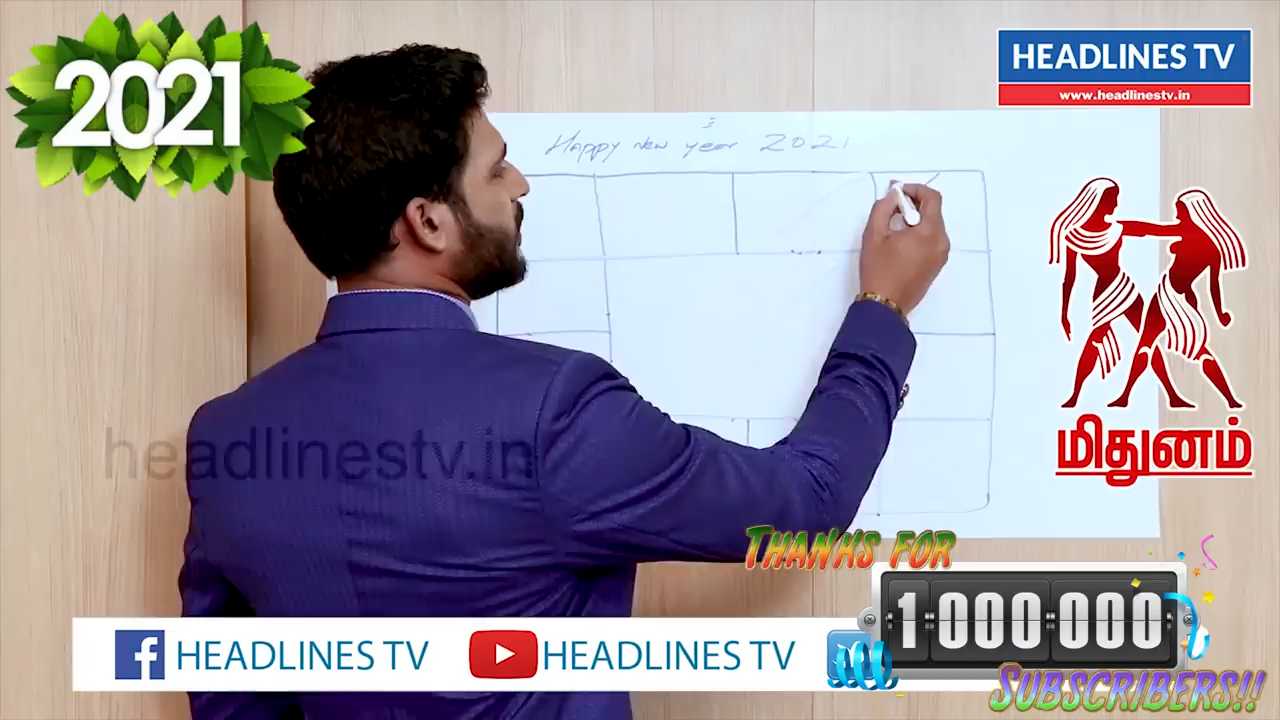 2021
HEADLINES TV
www.headlinestv.in
Happy New year 2021
மிதுனம்
headlinestv.in
THANKS FOR
1 000 000
SUBSCRIBERS!!
HEADLINES TV
HEADLINES TV